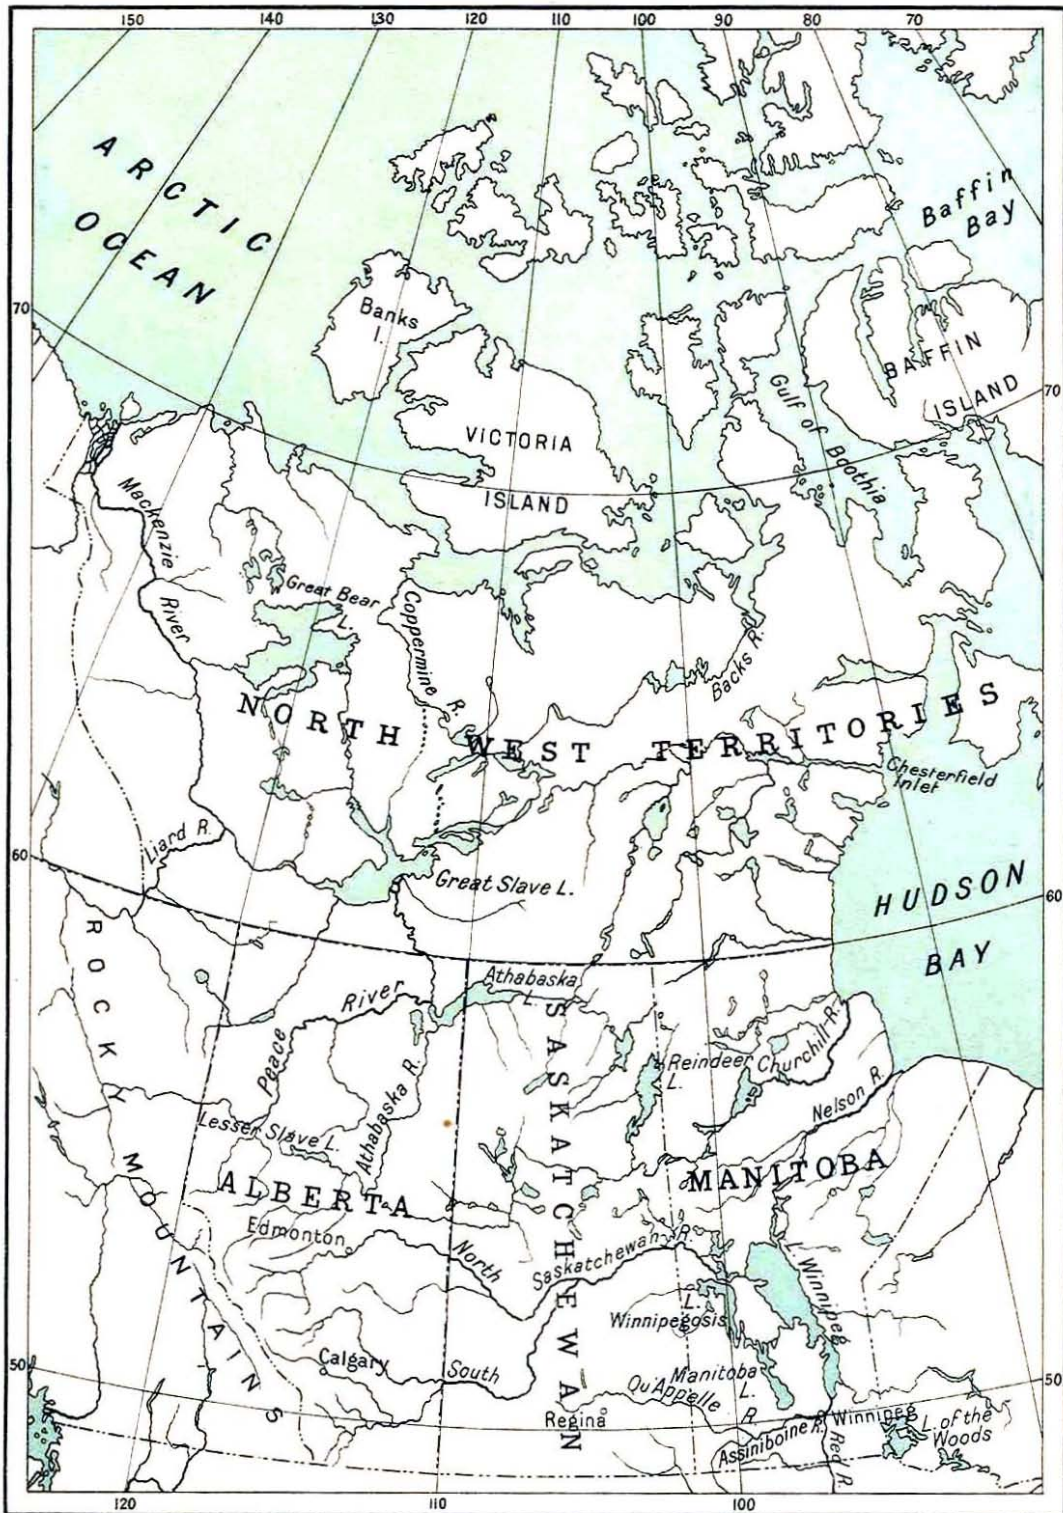 150 140 130 120 110 100 90 80 70
ARCTIC
OCEAN
Baffin
Bay
Banks
I.
70
BAFFIN
ISLAND
70
VICTORIA
ISLAND
Gulf of Boothia
Mackenzie
River
Great Bear
L.
Coppermine R.
Backs R.
NORTH WEST TERRITORIES
Chesterfield
Inlet
Liard R.
60
Great Slave L.
HUDSON
BAY
60
ROCKY MOUNTAINS
Athabaska
L.
Peace River
Athabaska R.
Reindeer
L.
Churchill R.
Nelson R.
Lesser Slave L.
SASKATCHEWAN
ALBERTA
MANITOBA
Edmonton
North
Saskatchewan R.
L. Winnipeg
L.
Winnipegosis
50
Calgary
South
Manitoba
L.
50
Qu'Appelle
R.
Regina
Assiniboine R.
Winnipeg
Red R.
L. of the
Woods
120 110 100